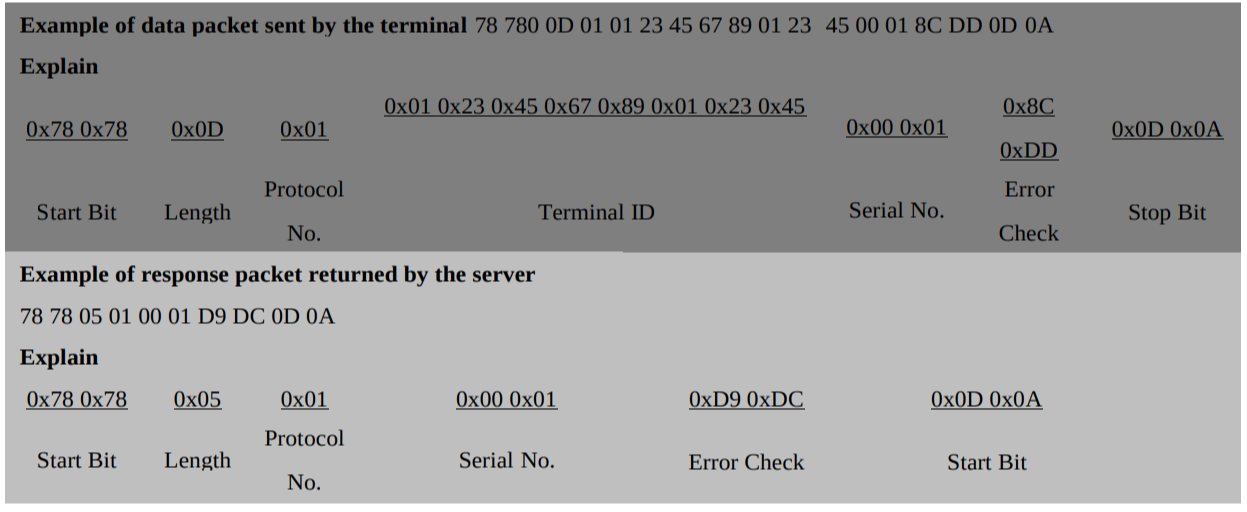 Example of data packet sent by the terminal 78 780 0D 01 01 23 45 67 89 01 23 45 00 01 8C DD 0D 0A
Explain
0x78 0x78 0x0D 0x01 0x01 0x23 0x45 0x67 0x89 0x01 0x23 0x45 0x00 0x01 0x8C 0xDD 0x0D 0x0A
Start Bit Length Protocol No. Terminal ID Serial No. Error Check Stop Bit
Example of response packet returned by the server
78 78 05 01 00 01 D9 DC 0D 0A
Explain
0x78 0x78 0x05 0x01 0x00 0x01 0xD9 0xDC 0x0D 0x0A
Start Bit Length Protocol No. Serial No. Error Check Start Bit